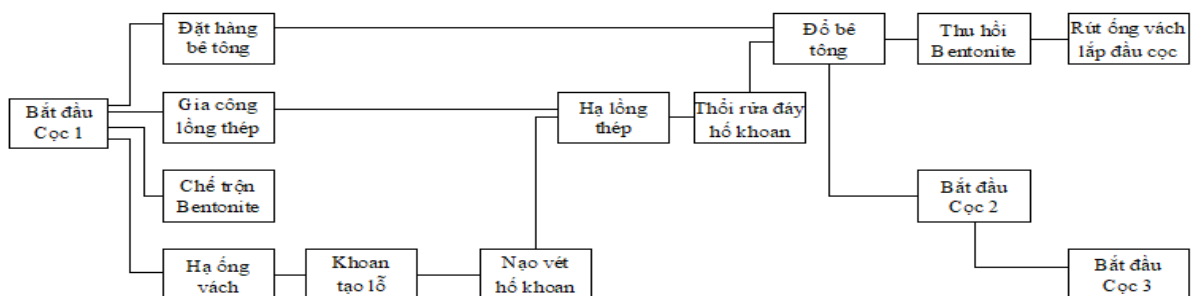 Đặt hàng
bê tông
Đổ bê
tông
Thu hồi
Bentonite
Rút ống vách
lắp đầu cọc
Bắt đầu
Cọc 1
Gia công
lồng thép
Hạ lồng
thép
Thổi rửa đáy
hố khoan
Chế trộn
Bentonite
Bắt đầu
Cọc 2
Hạ ống
vách
Khoan
tạo lỗ
Nạo vét
hố khoan
Bắt đầu
Cọc 3